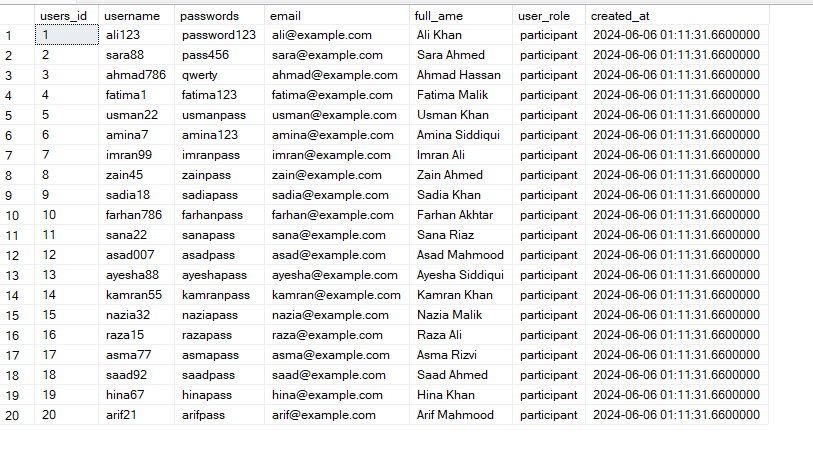 users_id username passwords email full_ame user_role created_at
1 1 ali123 password123 ali@example.com Ali Khan participant 2024-06-06 01:11:31.6600000
2 2 sara88 pass456 sara@example.com Sara Ahmed participant 2024-06-06 01:11:31.6600000
3 3 ahmad786 qwerty ahmad@example.com Ahmad Hassan participant 2024-06-06 01:11:31.6600000
4 4 fatima1 fatima123 fatima@example.com Fatima Malik participant 2024-06-06 01:11:31.6600000
5 5 usman22 usmanpass usman@example.com Usman Khan participant 2024-06-06 01:11:31.6600000
6 6 amina7 amina123 amina@example.com Amina Siddiqui participant 2024-06-06 01:11:31.6600000
7 7 imran99 imranpass imran@example.com Imran Ali participant 2024-06-06 01:11:31.6600000
8 8 zain45 zainpass zain@example.com Zain Ahmed participant 2024-06-06 01:11:31.6600000
9 9 sadia18 sadiapass sadia@example.com Sadia Khan participant 2024-06-06 01:11:31.6600000
10 10 farhan786 farhanpass farhan@example.com Farhan Akhtar participant 2024-06-06 01:11:31.6600000
11 11 sana22 sanapass sana@example.com Sana Riaz participant 2024-06-06 01:11:31.6600000
12 12 asad007 asadpass asad@example.com Asad Mahmood participant 2024-06-06 01:11:31.6600000
13 13 ayesha88 ayeshapass ayesha@example.com Ayesha Siddiqui participant 2024-06-06 01:11:31.6600000
14 14 kamran55 kamranpass kamran@example.com Kamran Khan participant 2024-06-06 01:11:31.6600000
15 15 nazia32 naziapass nazia@example.com Nazia Malik participant 2024-06-06 01:11:31.6600000
16 16 raza15 razapass raza@example.com Raza Ali participant 2024-06-06 01:11:31.6600000
17 17 asma77 asmapass asma@example.com Asma Rizvi participant 2024-06-06 01:11:31.6600000
18 18 saad92 saadpass saad@example.com Saad Ahmed participant 2024-06-06 01:11:31.6600000
19 19 hina67 hinapass hina@example.com Hina Khan participant 2024-06-06 01:11:31.6600000
20 20 arif21 arifpass arif@example.com Arif Mahmood participant 2024-06-06 01:11:31.6600000